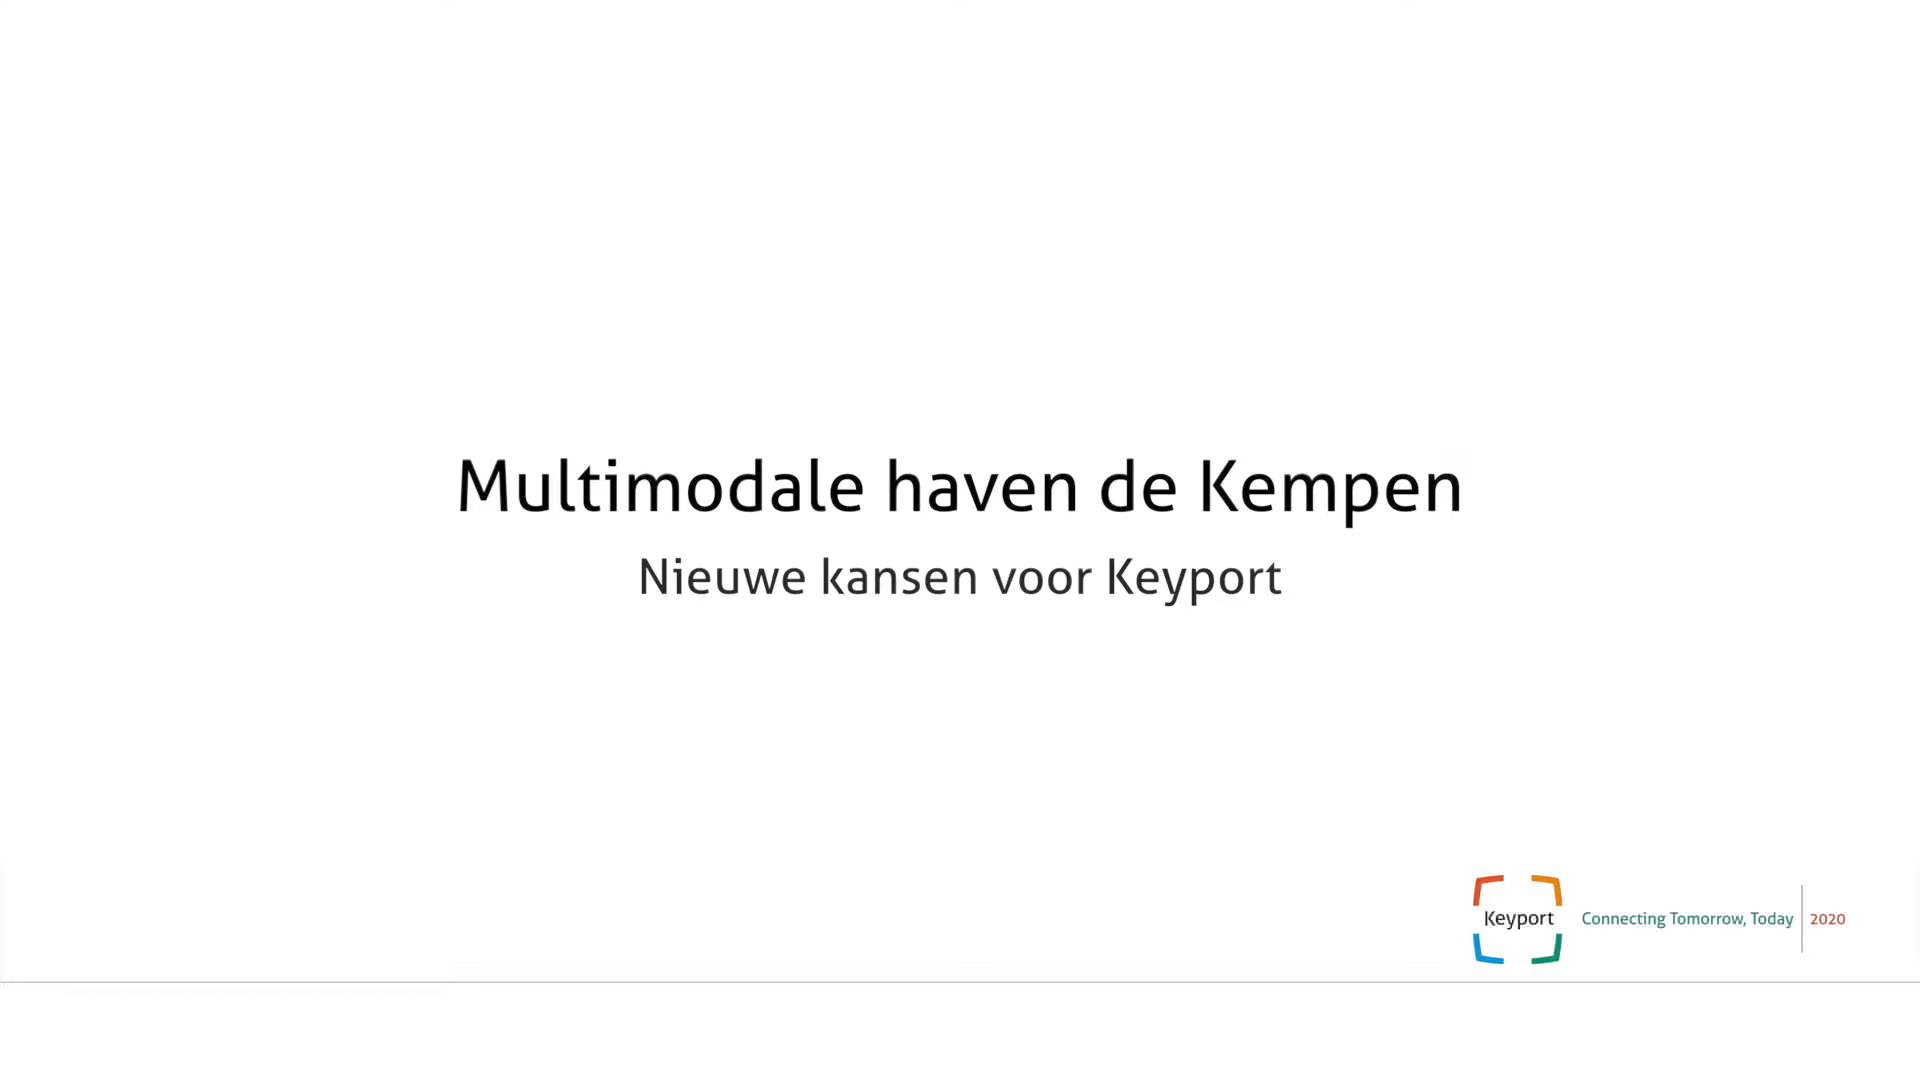 Multimodale haven de Kempen
Nieuwe kansen voor Keyport
Keyport Connecting Tomorrow, Today 2020